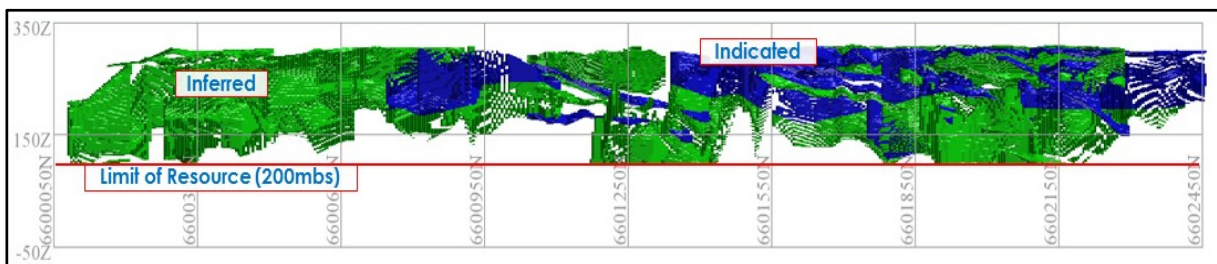 350Z
Indicated
Inferred
150Z
Limit of Resource (200mbs)
-50Z
6600050N
6600950N
6601250N
6601550N
6601850N
6602150N
6602450N